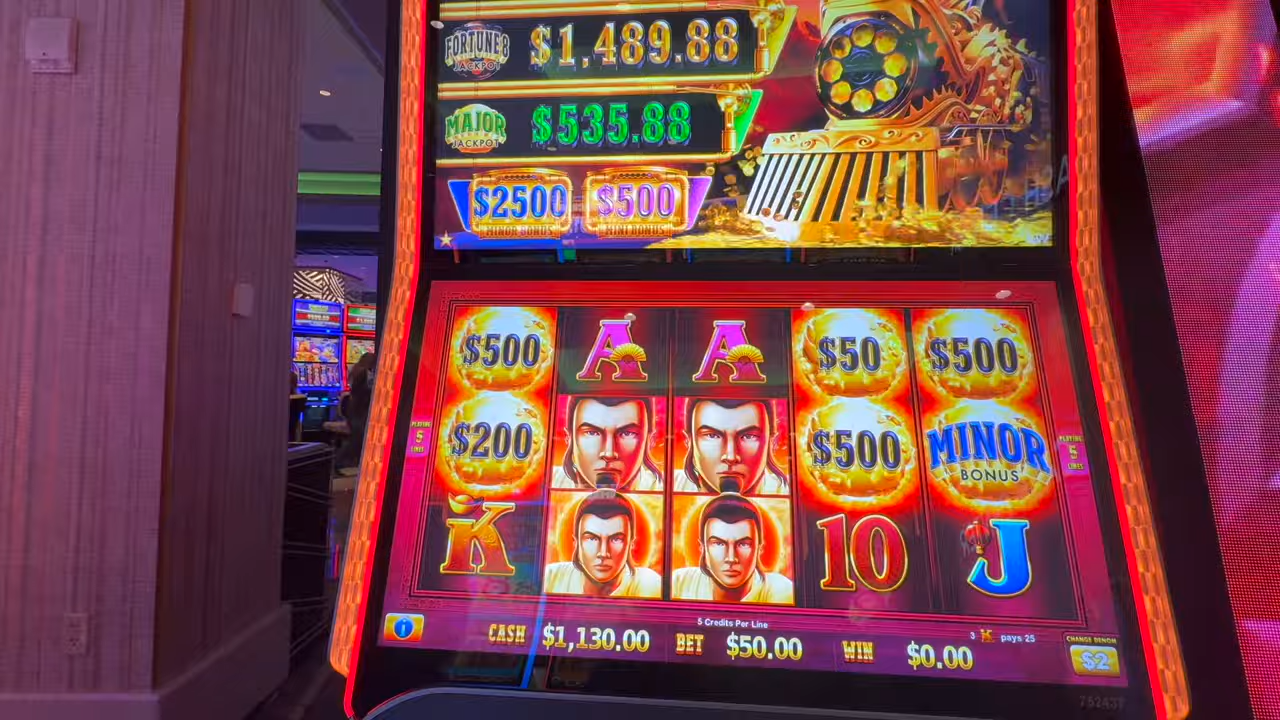 FORTUNE 8 JACKPOT $1,489.88
MAJOR JACKPOT $535.88
$2500 $500
MINOR BONUS MINI BONUS
$500 A A $50 $500
$200 $500 MINOR BONUS
K 10 J
PLAYING 5 LINES
PLAYING 5 LINES
5 Credits Per Line
CASH $1,130.00 BET $50.00 WIN $0.00
3 K pays 25
CHANGE DENOM
$2
752437